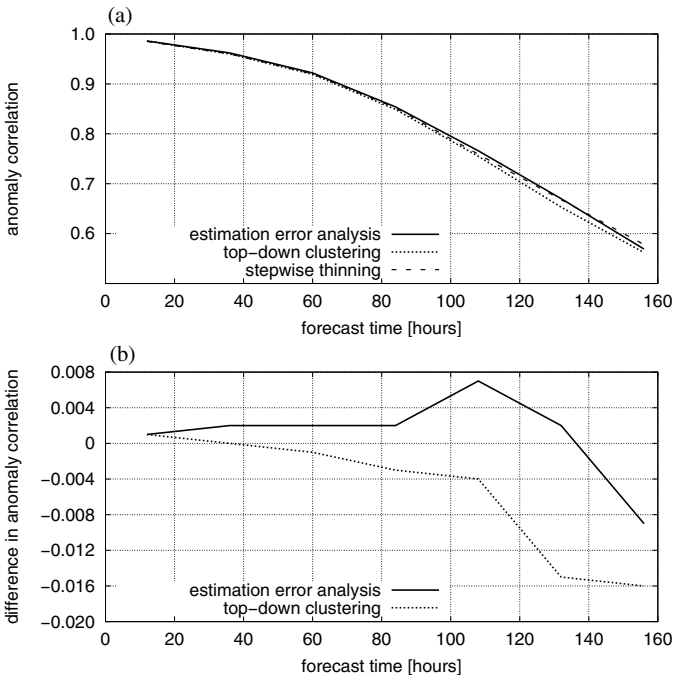 (a)
anomaly correlation
1.0
0.9
0.8
0.7
0.6
estimation error analysis
top−down clustering
stepwise thinning
0 20 40 60 80 100 120 140 160
forecast time [hours]
(b)
difference in anomaly correlation
0.008
0.004
0
−0.004
−0.008
−0.012
−0.016
−0.020
estimation error analysis
top−down clustering
0 20 40 60 80 100 120 140 160
forecast time [hours]